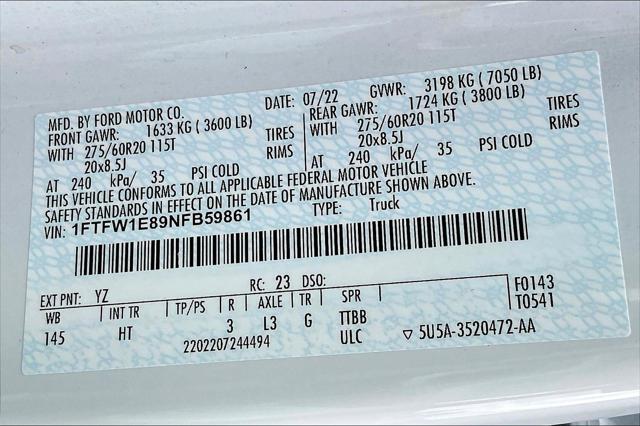 MFD. BY FORD MOTOR CO. DATE: 07/22 GVWR: 3198 KG ( 7050 LB)
FRONT GAWR: 1633 KG ( 3600 LB) REAR GAWR: 1724 KG ( 3800 LB)
WITH 275/60R20 115T TIRES WITH 275/60R20 115T TIRES
20x8.5J RIMS 20x8.5J RIMS
AT 240 kPa/ 35 PSI COLD AT 240 kPa/ 35 PSI COLD
THIS VEHICLE CONFORMS TO ALL APPLICABLE FEDERAL MOTOR VEHICLE
SAFETY STANDARDS IN EFFECT ON THE DATE OF MANUFACTURE SHOWN ABOVE.
VIN: 1FTFW1E89NFB59861 TYPE: Truck
EXT PNT: YZ RC: 23 DSO: F0143
WB INT TR TP/PS R AXLE TR SPR T0541
145 HT 3 L3 G TTBB
2202207244494 ULC ▽ 5U5A-3520472-AA